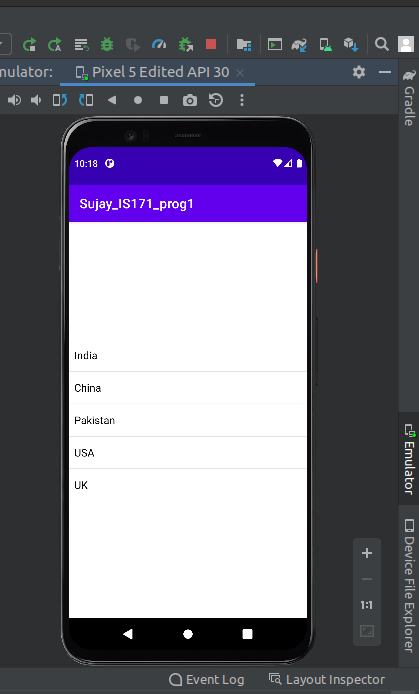 mulator:
Pixel 5 Edited API 30
10:18
Sujay_IS171_prog1
India
China
Pakistan
USA
UK
1:1
Gradle
Emulator
Device File Explorer
Event Log
Layout Inspector